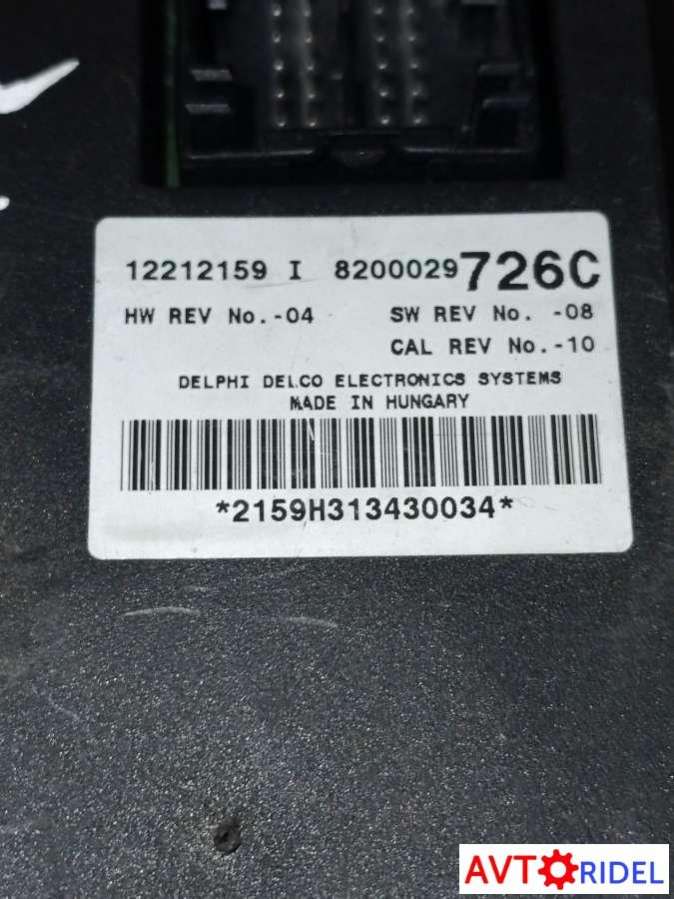 12212159 I 8200029726C
HW REV No.-04 SW REV No. -08
CAL REV No.-10
DELPHI DELCO ELECTRONICS SYSTEMS
MADE IN HUNGARY
*2159H313430034*
AVTORIDEL